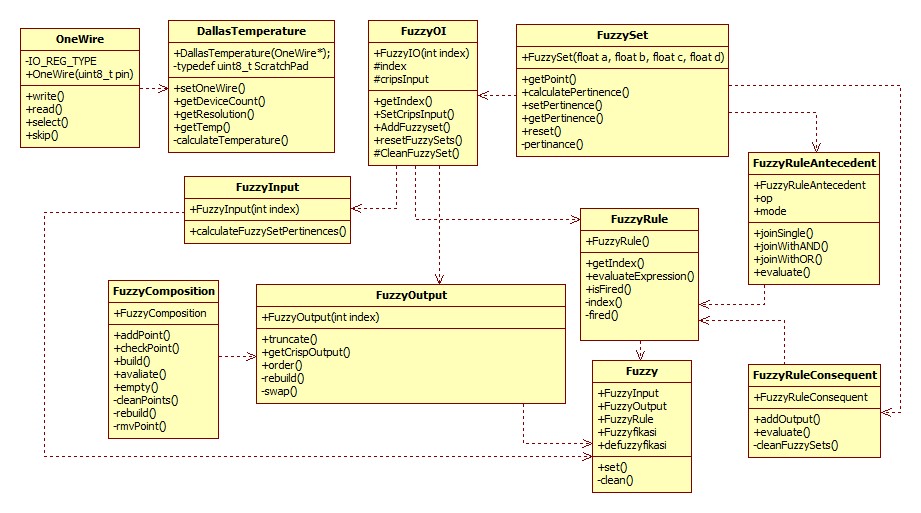 OneWire
-IO_REG_TYPE
+OneWire(uint8_t pin)
+write()
+read()
+select()
+skip()
DallasTemperature
+DallasTemperature(OneWire*);
-typedef uint8_t ScratchPad
+setOneWire()
+getDeviceCount()
+getResolution()
+getTemp()
-calculateTemperature()
FuzzyOI
+FuzzyIO(int index)
#index
#cripsInput
+getIndex()
+SetCripsInput()
+AddFuzzyset()
+resetFuzzySets()
#CleanFuzzySet()
FuzzySet
+FuzzySet(float a, float b, float c, float d)
+getPoint()
+calculatePertinence()
+setPertinence()
+getPertinence()
+reset()
-pertinance()
FuzzyRuleAntecedent
+FuzzyRuleAntecedent
+op
+mode
+joinSingle()
+joinWithAND()
+joinWithOR()
+evaluate()
FuzzyInput
+FuzzyInput(int index)
+calculateFuzzySetPertinences()
FuzzyRule
+FuzzyRule()
+getIndex()
+evaluateExpression()
+isFired()
-index()
-fired()
FuzzyComposition
+FuzzyComposition
+addPoint()
+checkPoint()
+build()
+avaliate()
+empty()
-cleanPoints()
-rebuild()
-rmvPoint()
FuzzyOutput
+FuzzyOutput(int index)
+truncate()
+getCrispOutput()
+order()
-rebuild()
-swap()
Fuzzy
+FuzzyInput
+FuzzyOutput
+FuzzyRule
+Fuzzyfikasi
+defuzzyfikasi
+set()
-clean()
FuzzyRuleConsequent
+FuzzyRuleConsequent
+addOutput()
+evaluate()
-cleanFuzzySets()